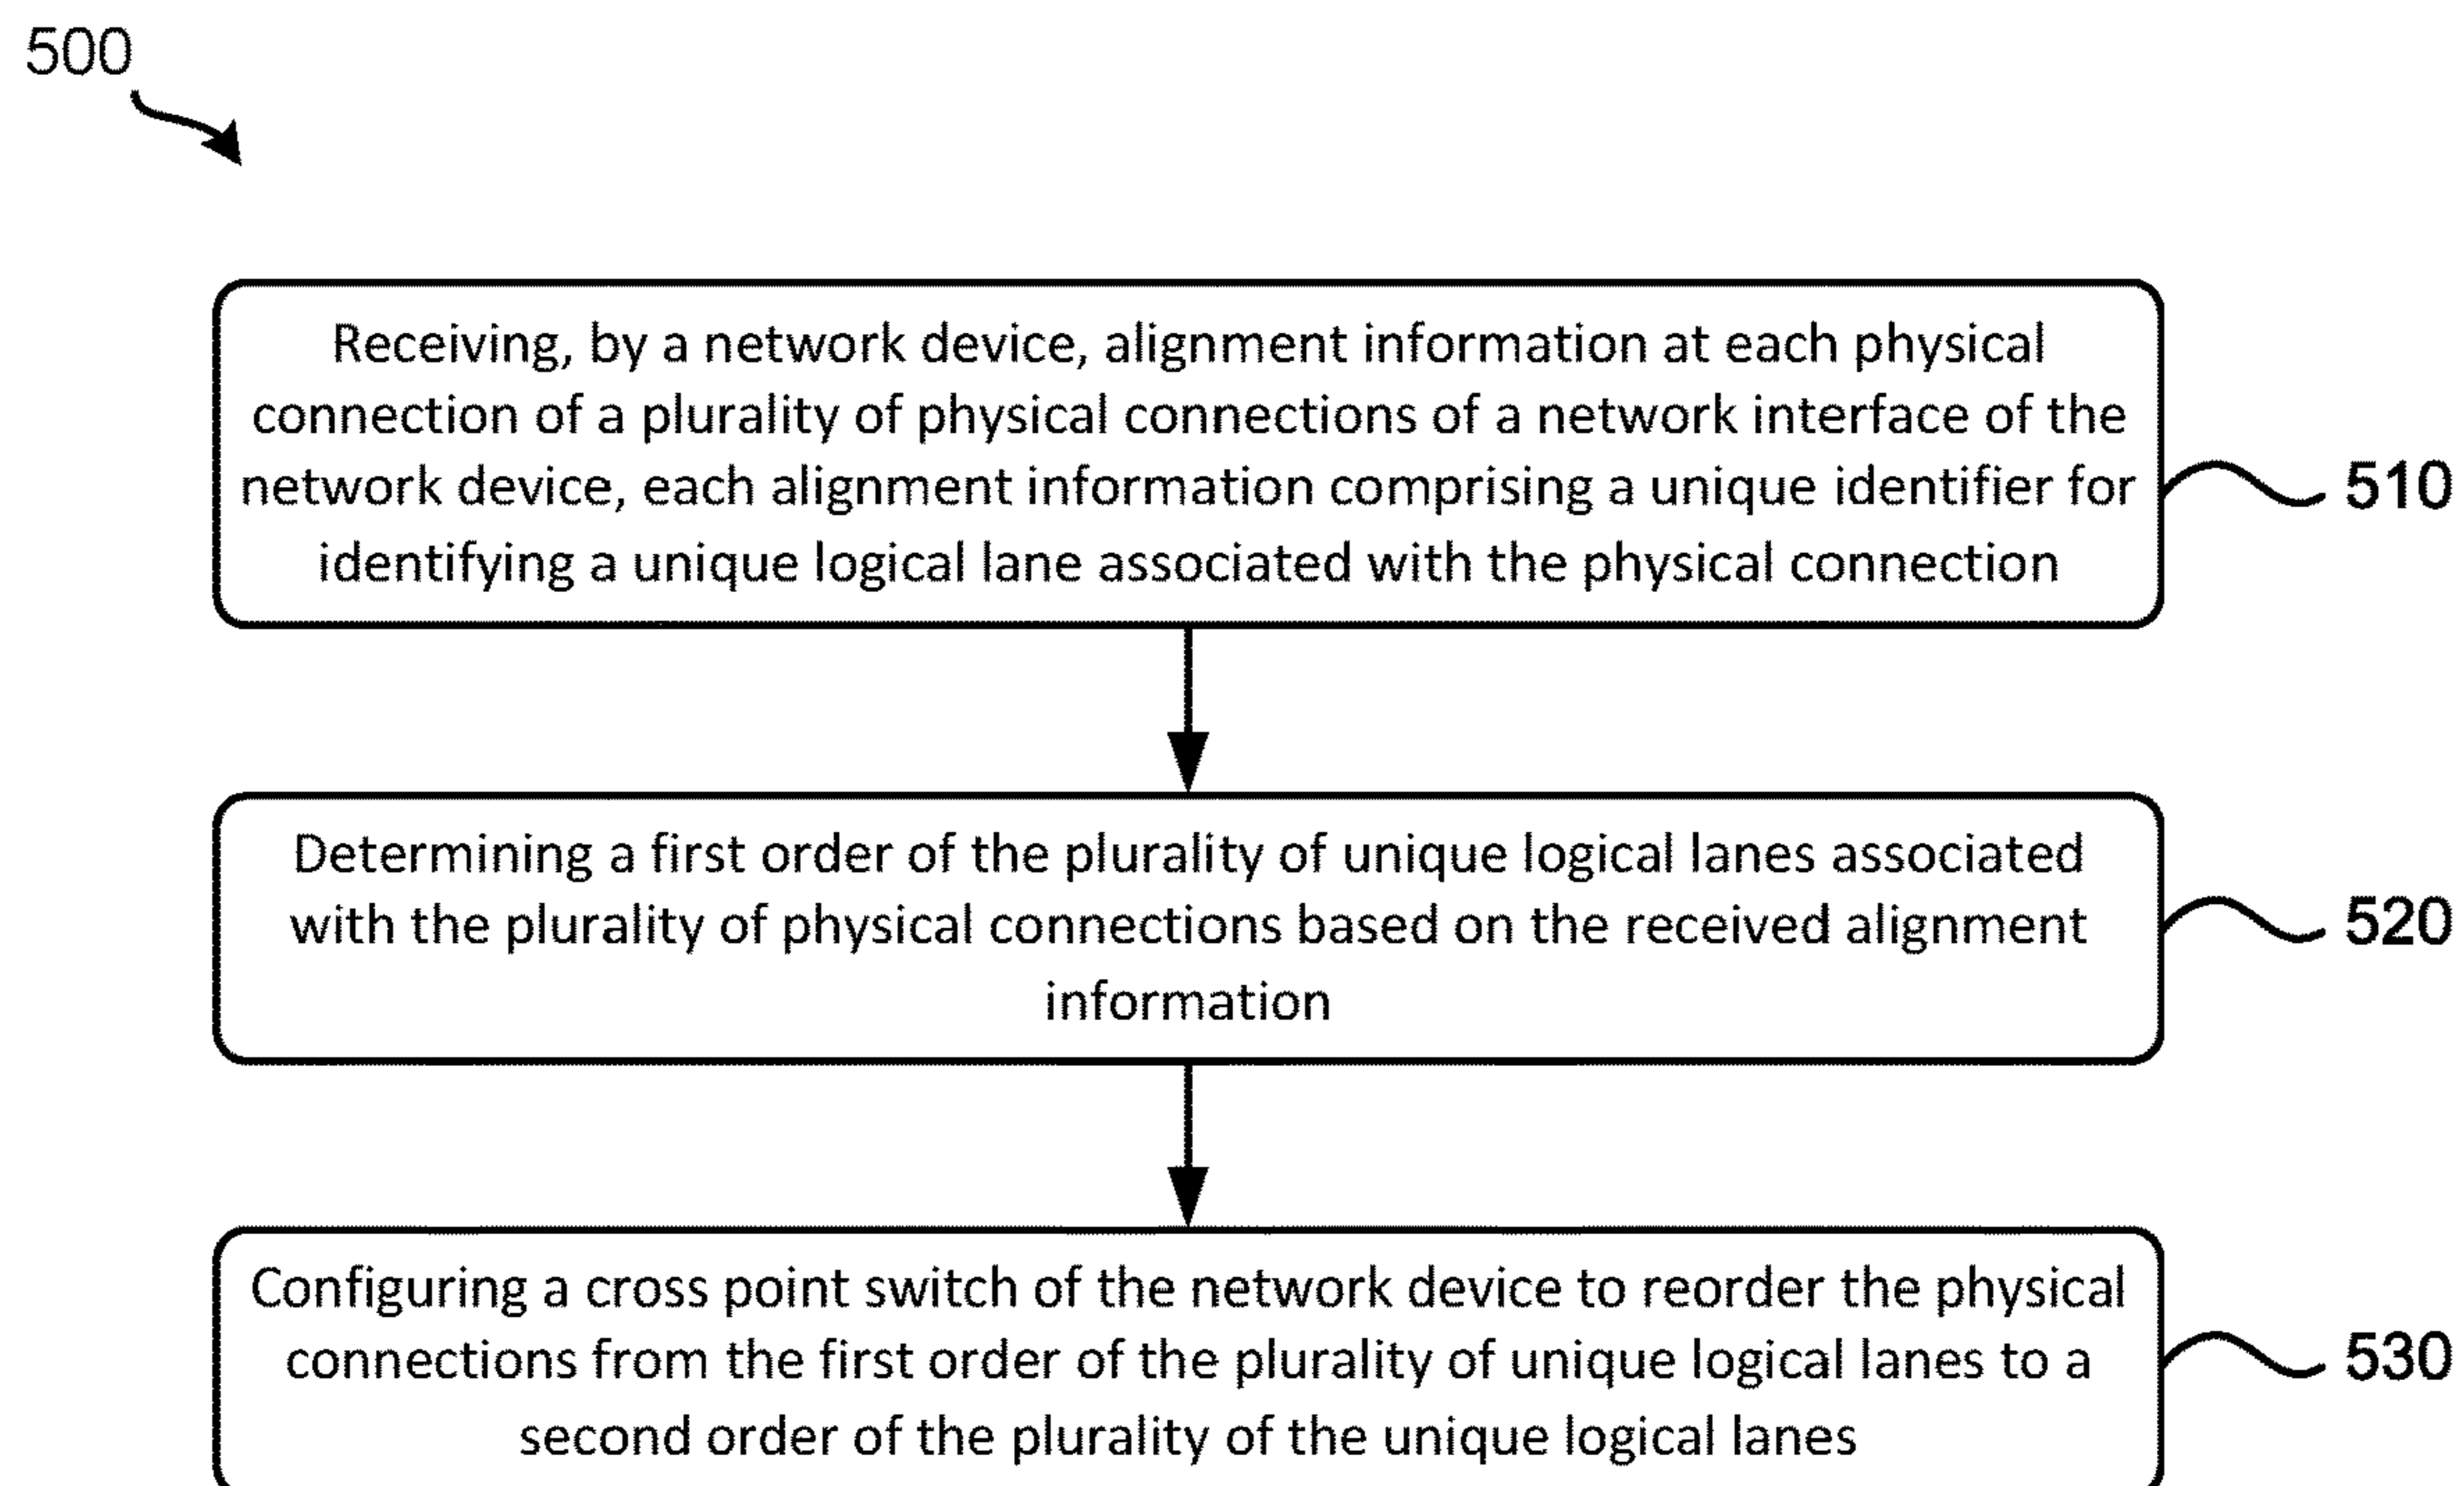 500
Receiving, by a network device, alignment information at each physical
connection of a plurality of physical connections of a network interface of the
network device, each alignment information comprising a unique identifier for
identifying a unique logical lane associated with the physical connection
510
Determining a first order of the plurality of unique logical lanes associated
with the plurality of physical connections based on the received alignment
information
520
Configuring a cross point switch of the network device to reorder the physical
connections from the first order of the plurality of unique logical lanes to a
second order of the plurality of the unique logical lanes
530